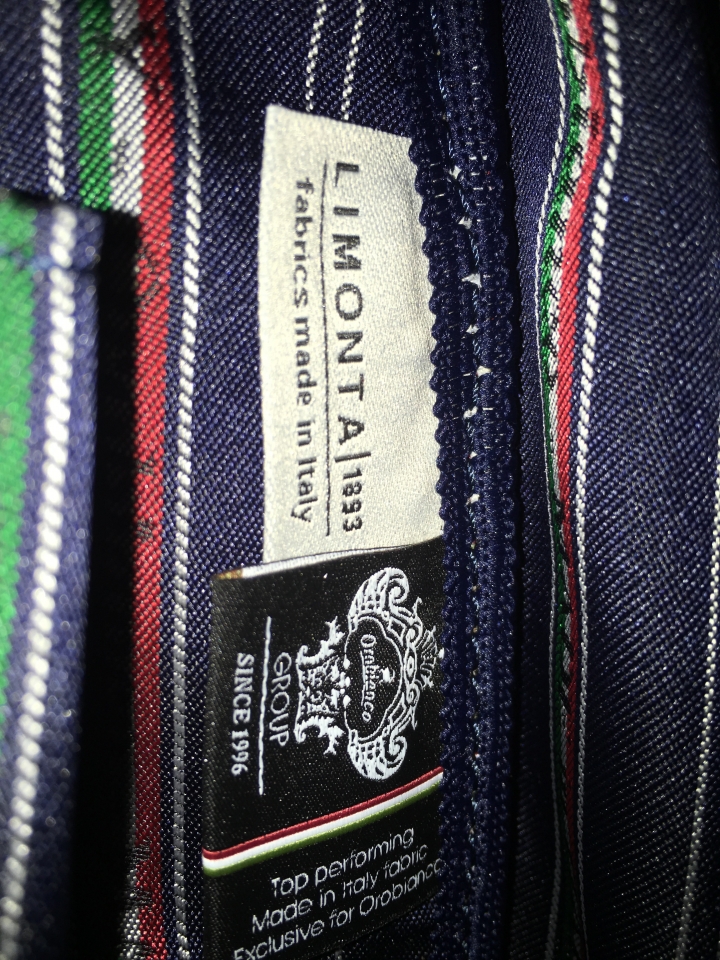 LIMONTA|1893
fabrics made in Italy
Orobianco
GROUP
SINCE 1996
Top performing
Made in Italy fabric
Exclusive for Orobianco